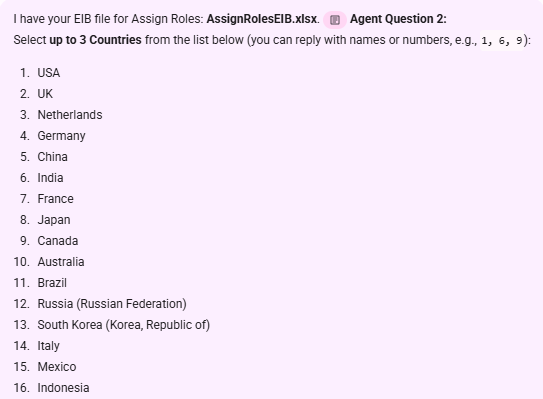 I have your EIB file for Assign Roles: AssignRolesEIB.xlsx. Agent Question 2:
Select up to 3 Countries from the list below (you can reply with names or numbers, e.g., 1, 6, 9):
1. USA
2. UK
3. Netherlands
4. Germany
5. China
6. India
7. France
8. Japan
9. Canada
10. Australia
11. Brazil
12. Russia (Russian Federation)
13. South Korea (Korea, Republic of)
14. Italy
15. Mexico
16. Indonesia